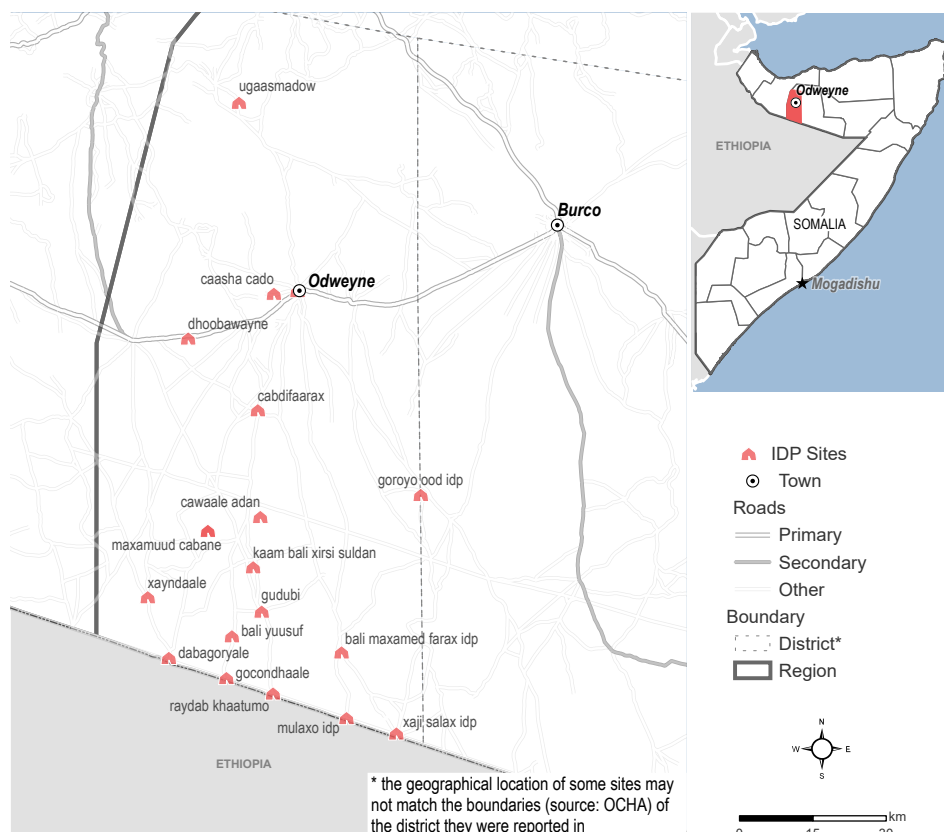 ugaasmadow
Burco
caasha cado
Odweyne
dhoobawayne
cabdifaarax
goroyo ood idp
cawaale adan
maxamuud cabane
kaam bali xirsi suldan
xayndaale
gudubi
bali yuusuf
bali maxamed farax idp
dabagoryale
gocondhaale
raydab khaatumo
mulaxo idp
xaji salax idp
ETHIOPIA
* the geographical location of some sites may
not match the boundaries (source: OCHA) of
the district they were reported in
Odweyne
ETHIOPIA
SOMALIA
Mogadishu
IDP Sites
Town
Roads
Primary
Secondary
Other
Boundary
District*
Region
N
W E
S
km